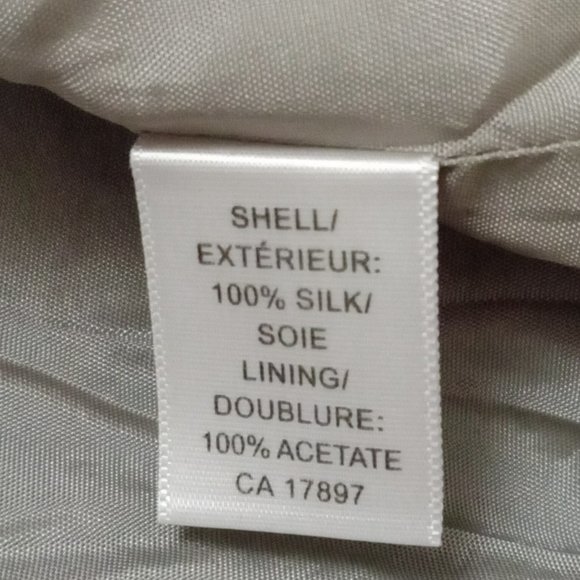 SHELL/
EXTÉRIEUR:
100% SILK/
SOIE
LINING/
DOUBLURE:
100% ACETATE
CA 17897